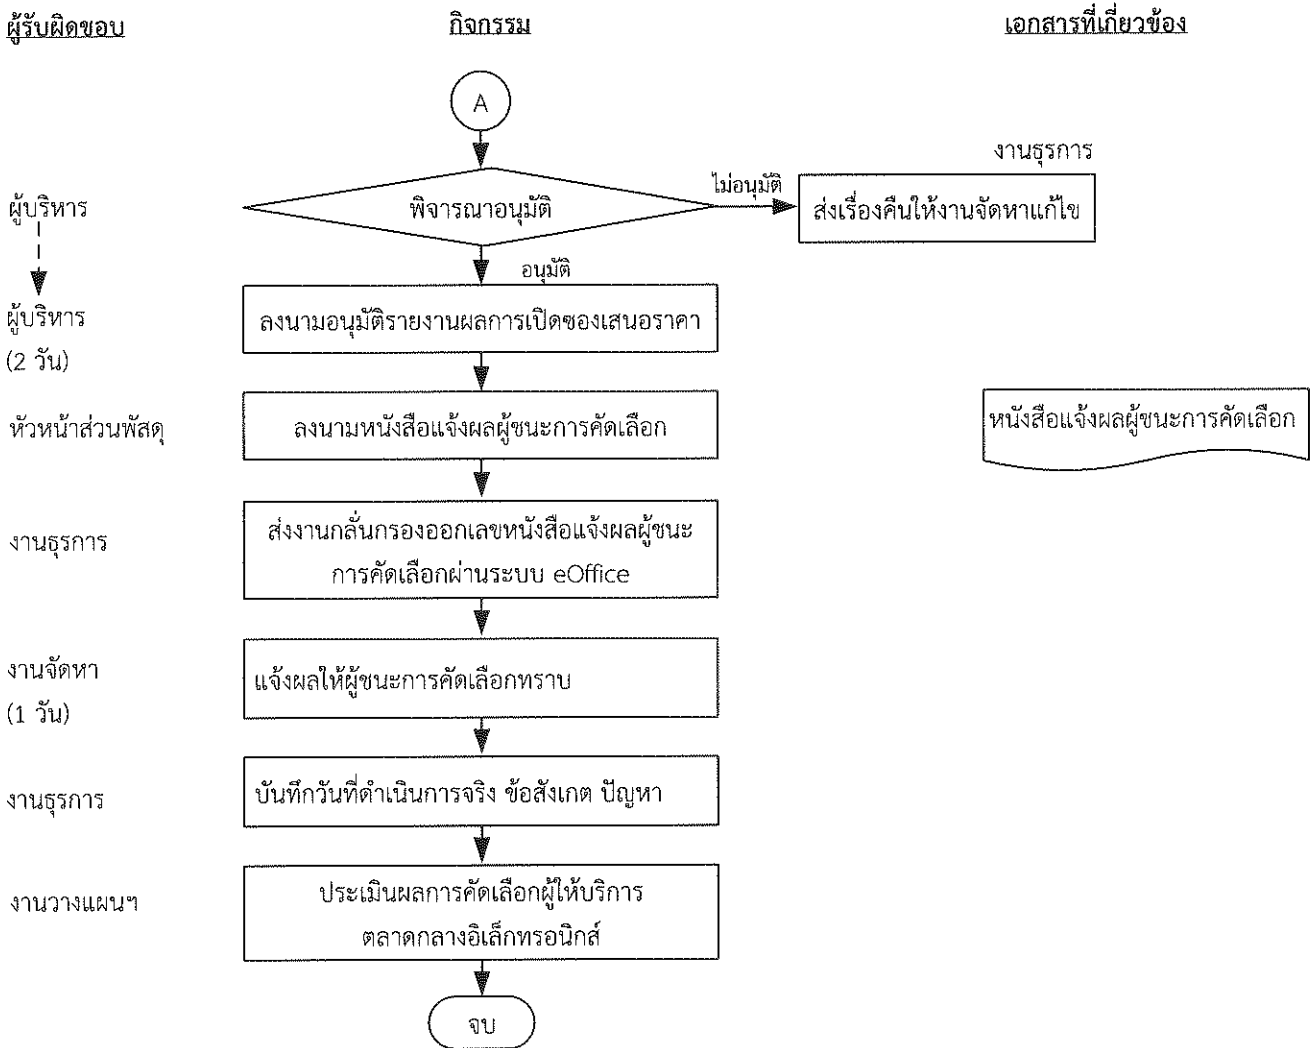 ผู้รับผิดชอบ กิจกรรม เอกสารที่เกี่ยวข้อง
A
งานธุรการ
ไม่อนุมัติ
ผู้บริหาร พิจารณาอนุมัติ ส่งเรื่องคืนให้งานจัดหาแก้ไข
อนุมัติ
ผู้บริหาร ลงนามอนุมัติรายงานผลการเปิดซองเสนอราคา
(2 วัน)
หัวหน้าส่วนพัสดุ ลงนามหนังสือแจ้งผลผู้ชนะการคัดเลือก หนังสือแจ้งผลผู้ชนะการคัดเลือก
งานธุรการ ส่งงานกลั่นกรองออกเลขหนังสือแจ้งผลผู้ชนะ
การคัดเลือกผ่านระบบ eOffice
งานจัดหา แจ้งผลให้ผู้ชนะการคัดเลือกทราบ
(1 วัน)
งานธุรการ บันทึกวันที่ดำเนินการจริง ข้อสังเกต ปัญหา
งานวางแผนฯ ประเมินผลการคัดเลือกผู้ให้บริการ
ตลาดกลางอิเล็กทรอนิกส์
จบ